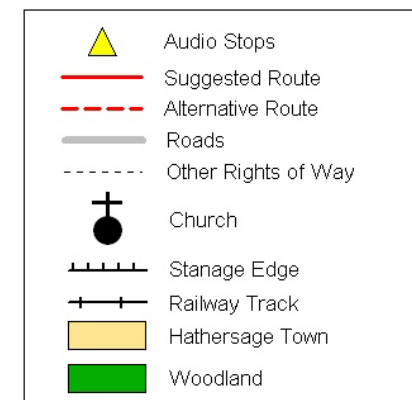 Audio Stops
Suggested Route
Alternative Route
Roads
Other Rights of Way
Church
Stanage Edge
Railway Track
Hathersage Town
Woodland